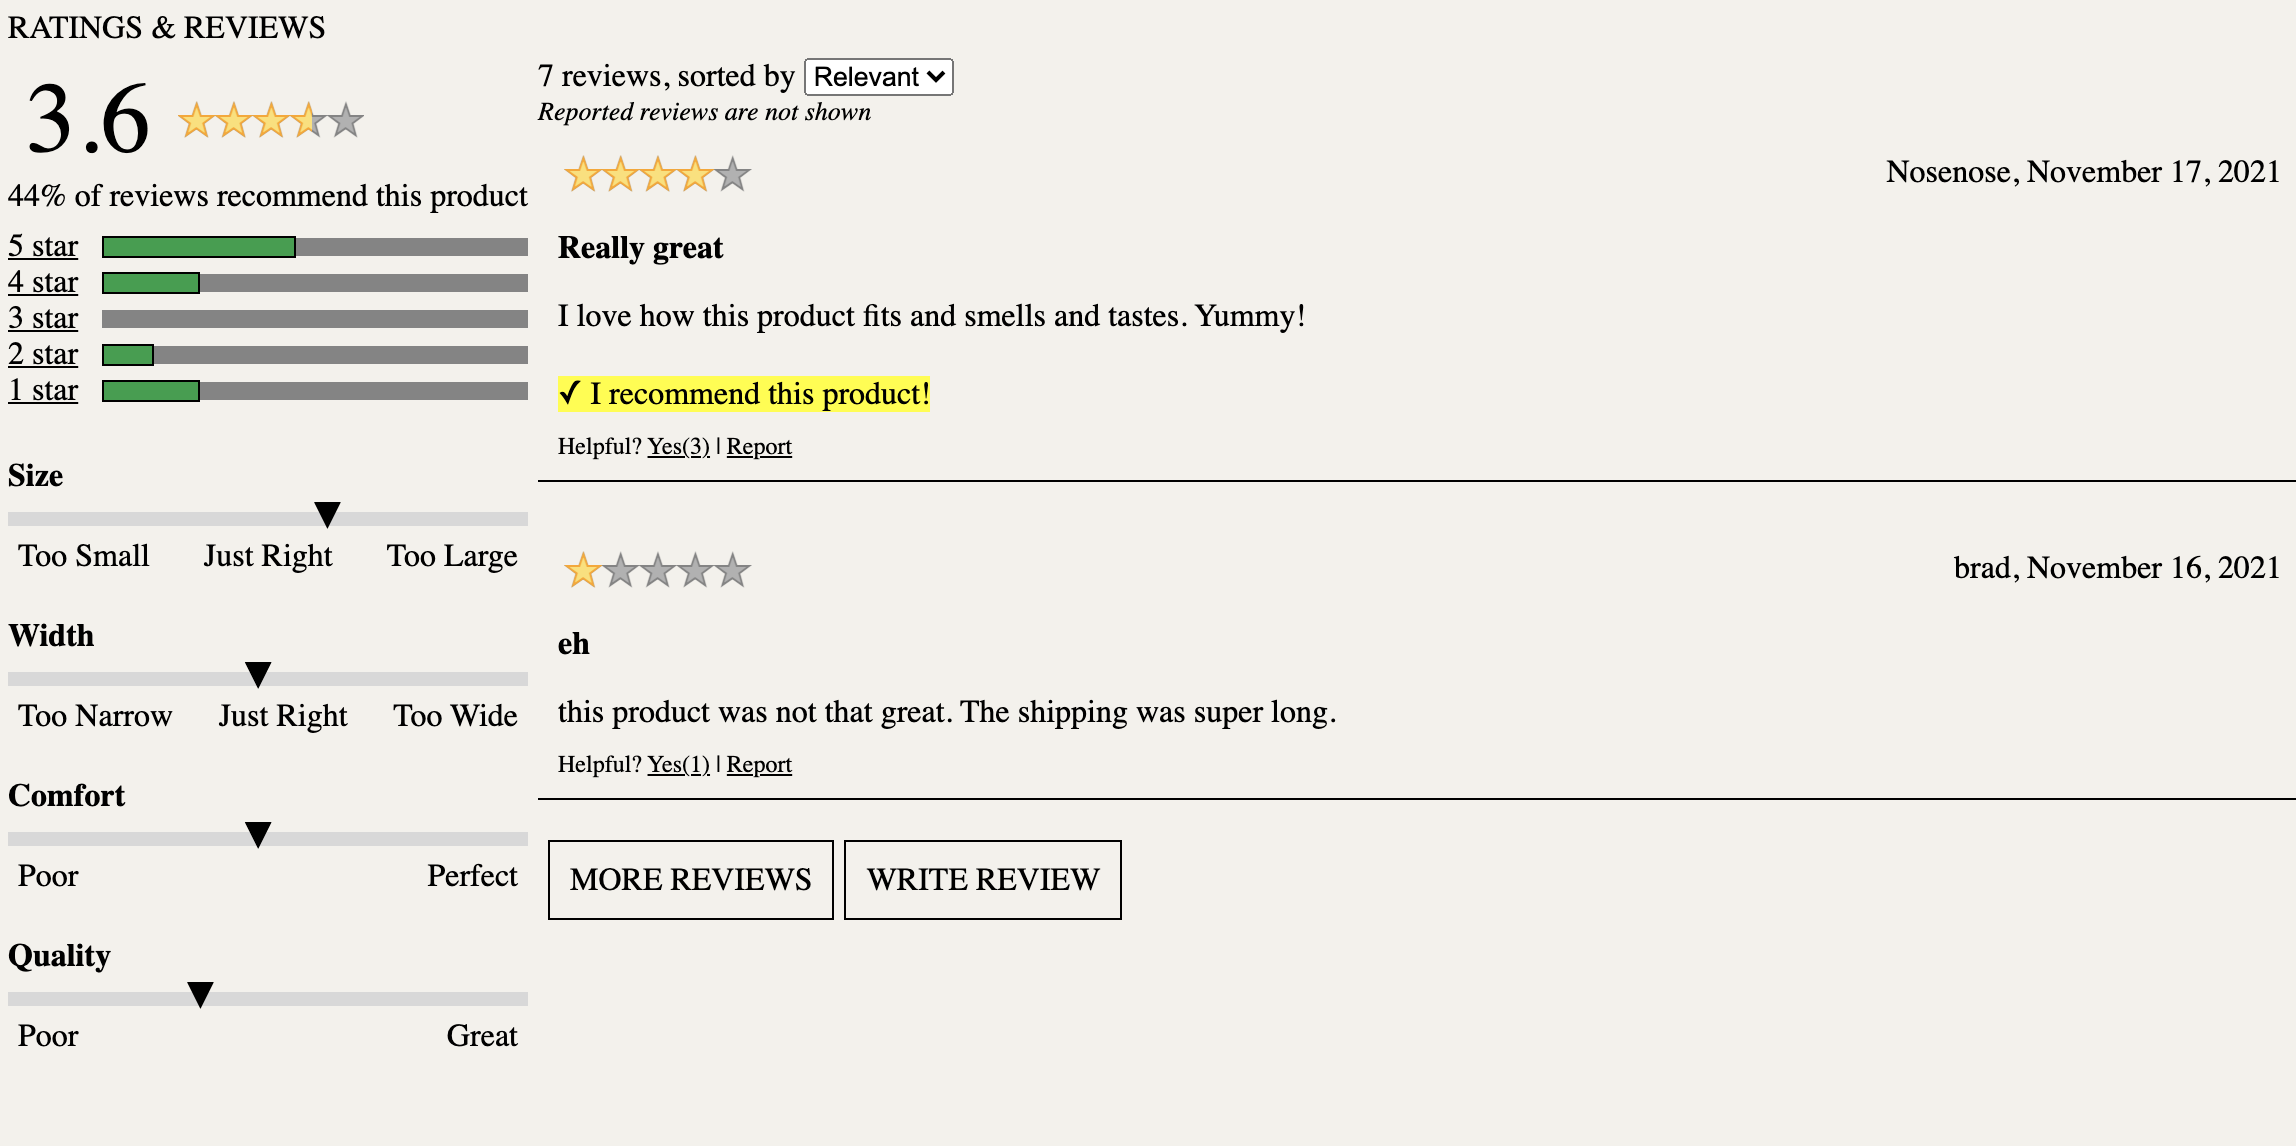 RATINGS & REVIEWS
3.6
44% of reviews recommend this product
5 star
4 star
3 star
2 star
1 star
Size
Too Small Just Right Too Large
Width
Too Narrow Just Right Too Wide
Comfort
Poor Perfect
Quality
Poor Great
7 reviews, sorted by Relevant
Reported reviews are not shown
Nosenose, November 17, 2021
Really great
I love how this product fits and smells and tastes. Yummy!
✓ I recommend this product!
Helpful? Yes(3) | Report
brad, November 16, 2021
eh
this product was not that great. The shipping was super long.
Helpful? Yes(1) | Report
MORE REVIEWS WRITE REVIEW